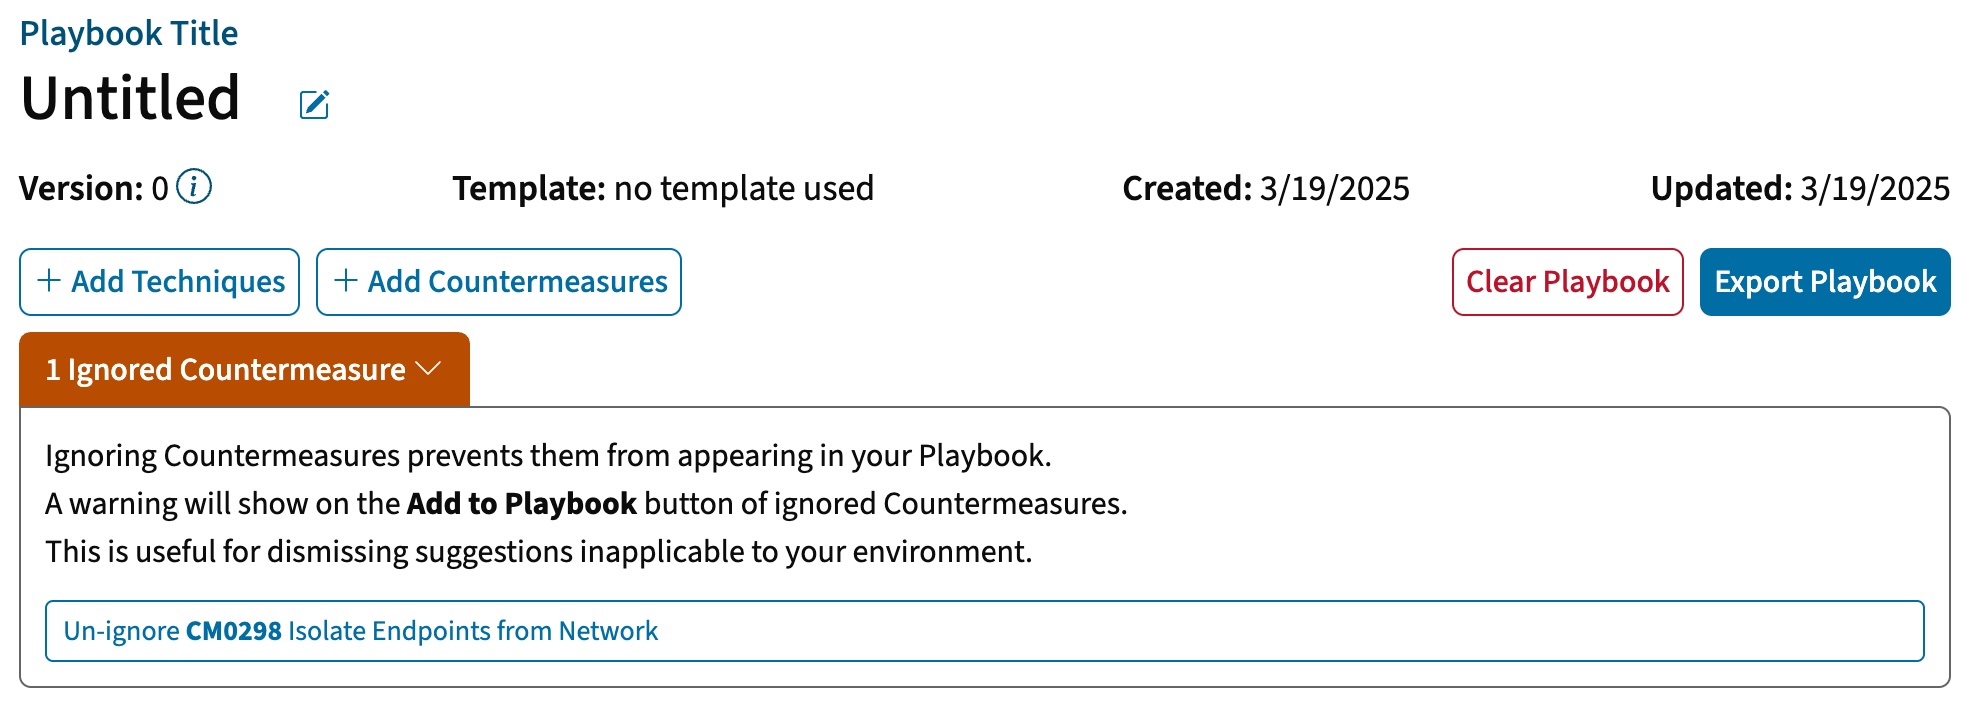 Playbook Title
Untitled
Version: 0 i Template: no template used Created: 3/19/2025 Updated: 3/19/2025
+ Add Techniques + Add Countermeasures Clear Playbook Export Playbook
1 Ignored Countermeasure
Ignoring Countermeasures prevents them from appearing in your Playbook.
A warning will show on the Add to Playbook button of ignored Countermeasures.
This is useful for dismissing suggestions inapplicable to your environment.
Un-ignore CM0298 Isolate Endpoints from Network